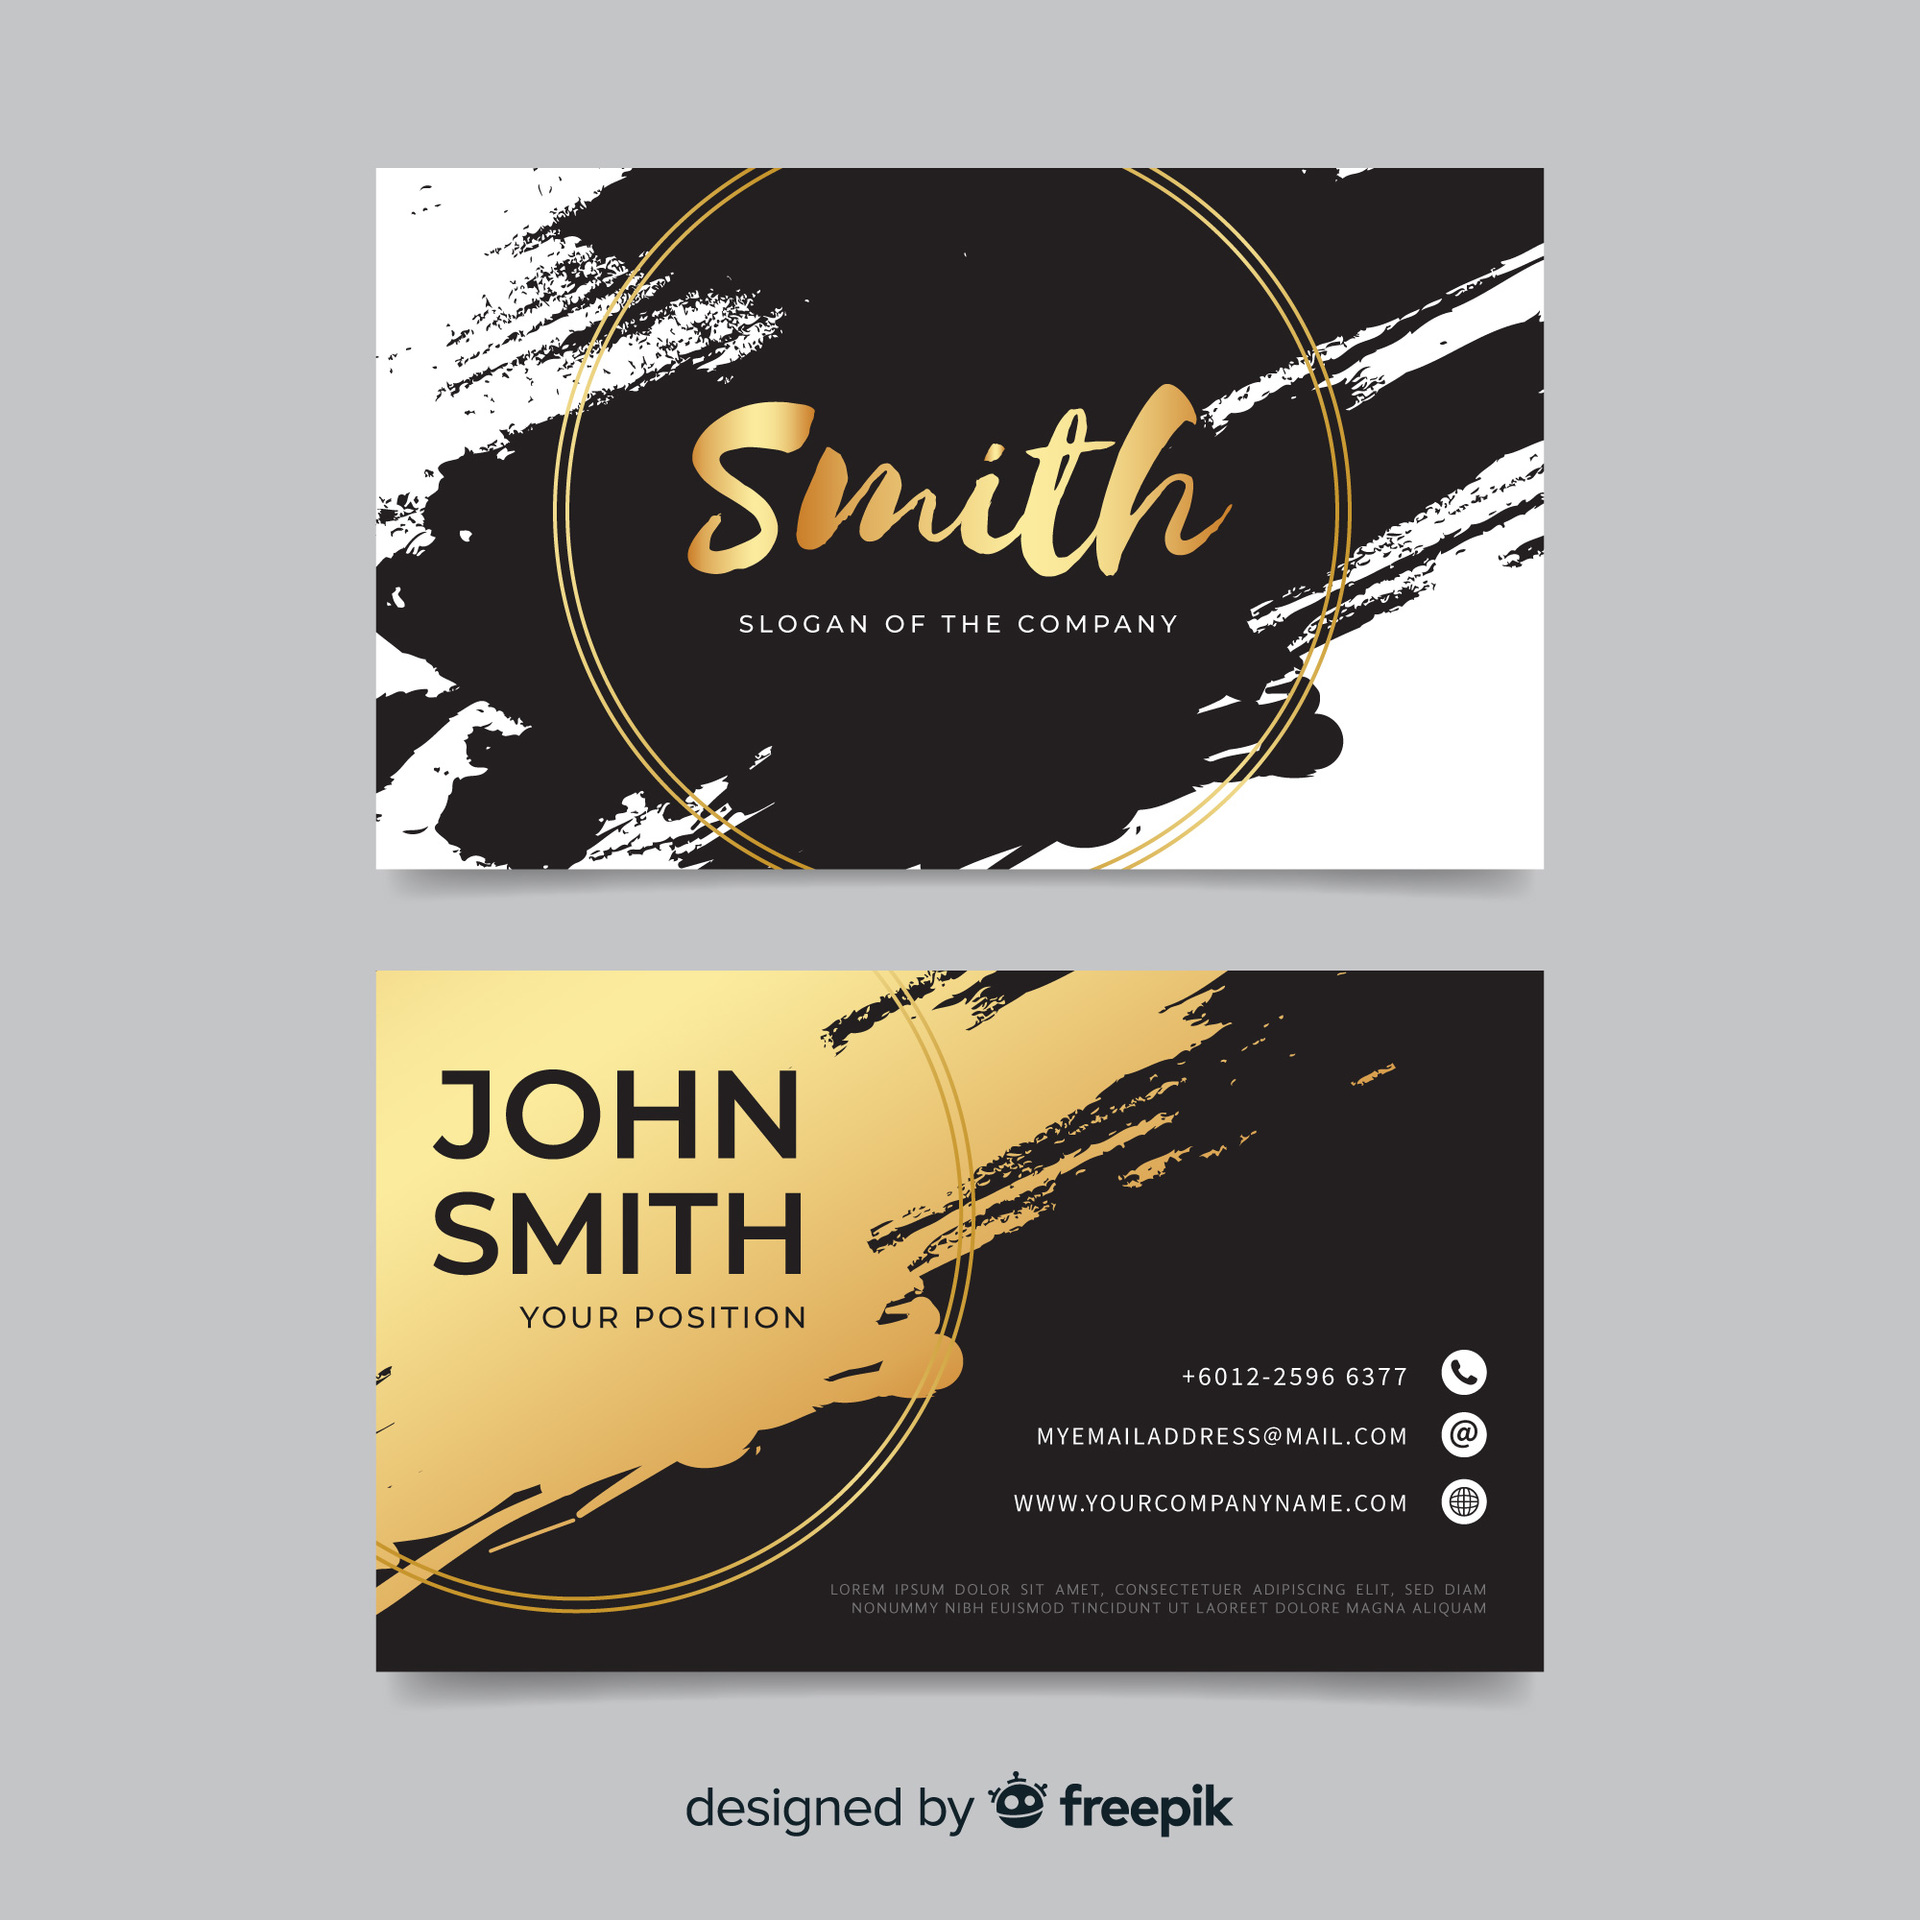 Smith
SLOGAN OF THE COMPANY
JOHN
SMITH
YOUR POSITION
+6012-2596 6377
MYEMAILADDRESS@MAIL.COM
@
WWW.YOURCOMPANYNAME.COM
LOREM IPSUM DOLOR SIT AMET, CONSECTETUER ADIPISCING ELIT, SED DIAM
NONUMMY NIBH EUISMOD TINCIDUNT UT LAOREET DOLORE MAGNA ALIQUAM
designed by freepik